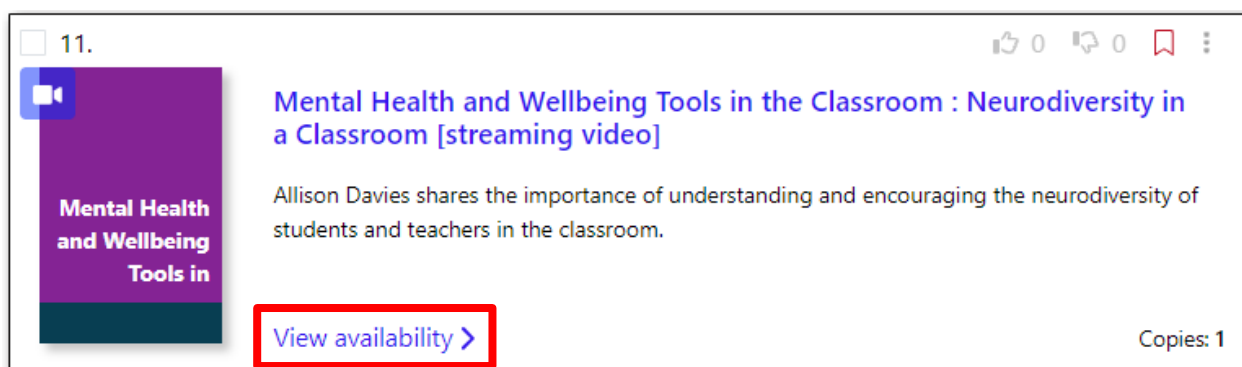 11.
0 0
Mental Health and Wellbeing Tools in the Classroom : Neurodiversity in
a Classroom [streaming video]
Mental Health
and Wellbeing
Tools in
Allison Davies shares the importance of understanding and encouraging the neurodiversity of
students and teachers in the classroom.
View availability
Copies: 1